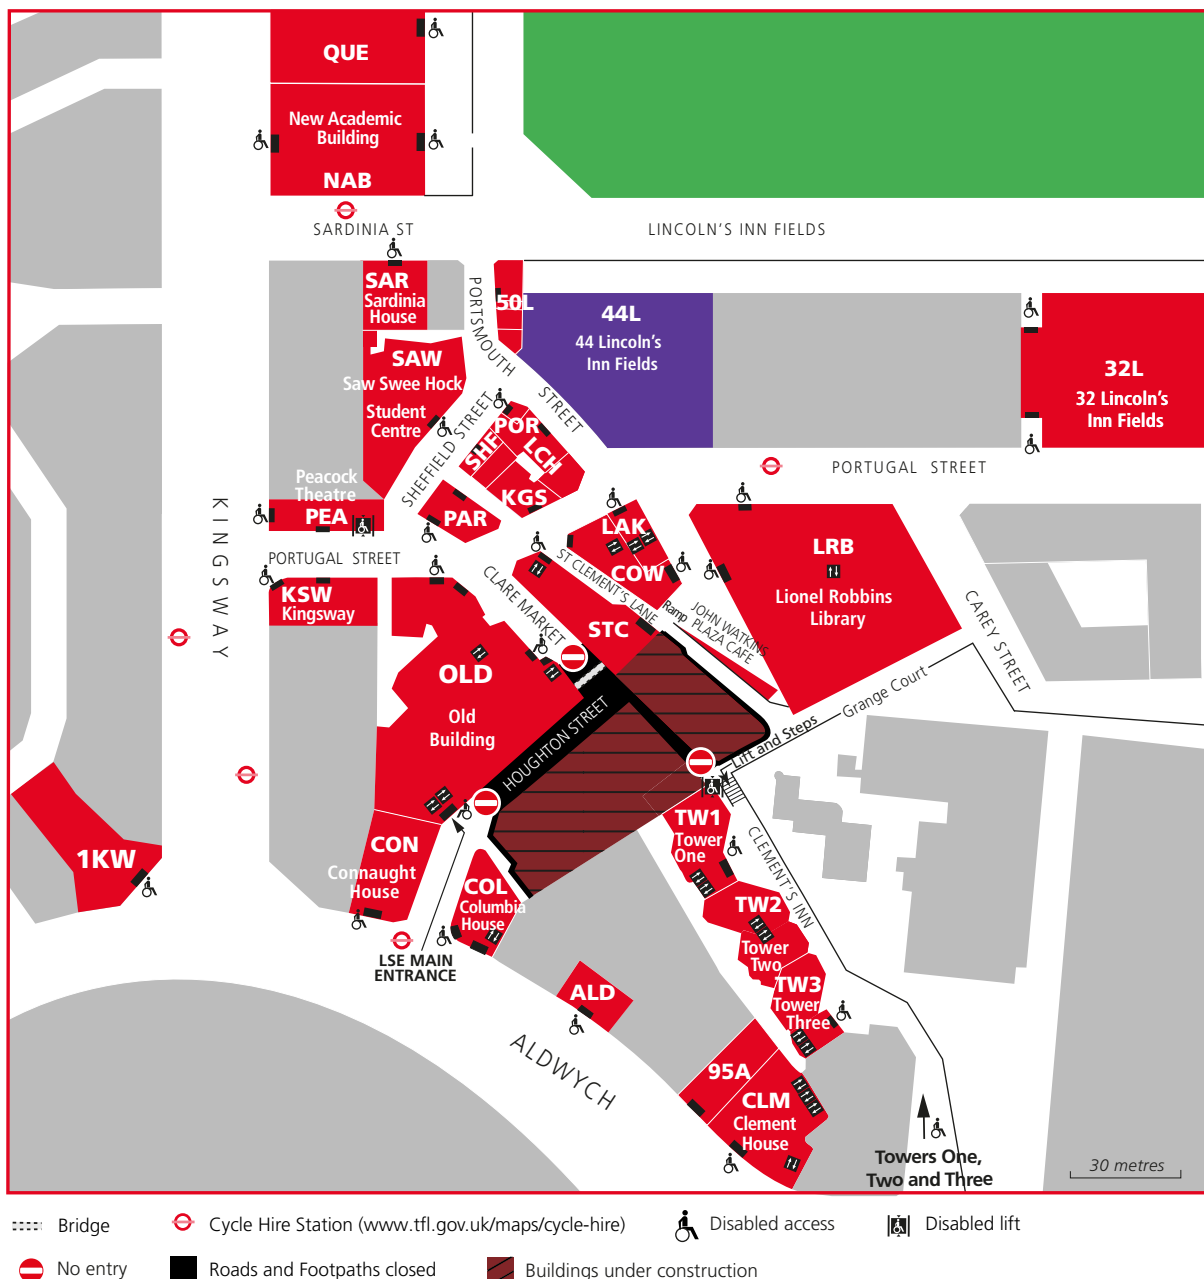 QUE
New Academic
Building
NAB
SARDINIA ST
LINCOLN'S INN FIELDS
SAR
Sardinia
House
PORTSMOUTH
STREET
50L
44L
44 Lincoln's
Inn Fields
32L
32 Lincoln's
Inn Fields
SAW
Saw Swee Hock
Student
Centre
SHEFFIELD STREET
POR
SHF
LCH
KGS
PORTUGAL STREET
Peacock
Theatre
PEA
PAR
LAK
COW
LRB
Lionel Robbins
Library
KINGSWAY
PORTUGAL STREET
KSW
Kingsway
CLARE MARKET
ST CLEMENT'S LANE
Ramp
JOHN WATKINS
PLAZA CAFE
CAREY STREET
STC
OLD
Old
Building
HOUGHTON STREET
Grange Court
Lift and Steps
1KW
CON
Connaught
House
COL
Columbia
House
LSE MAIN
ENTRANCE
TW1
Tower
One
CLEMENT'S INN
TW2
Tower
Two
TW3
Tower
Three
ALD
ALDWYCH
95A
CLM
Clement
House
Towers One,
Two and Three
30 metres
Bridge
Cycle Hire Station (www.tfl.gov.uk/maps/cycle-hire)
Disabled access
Disabled lift
No entry
Roads and Footpaths closed
Buildings under construction